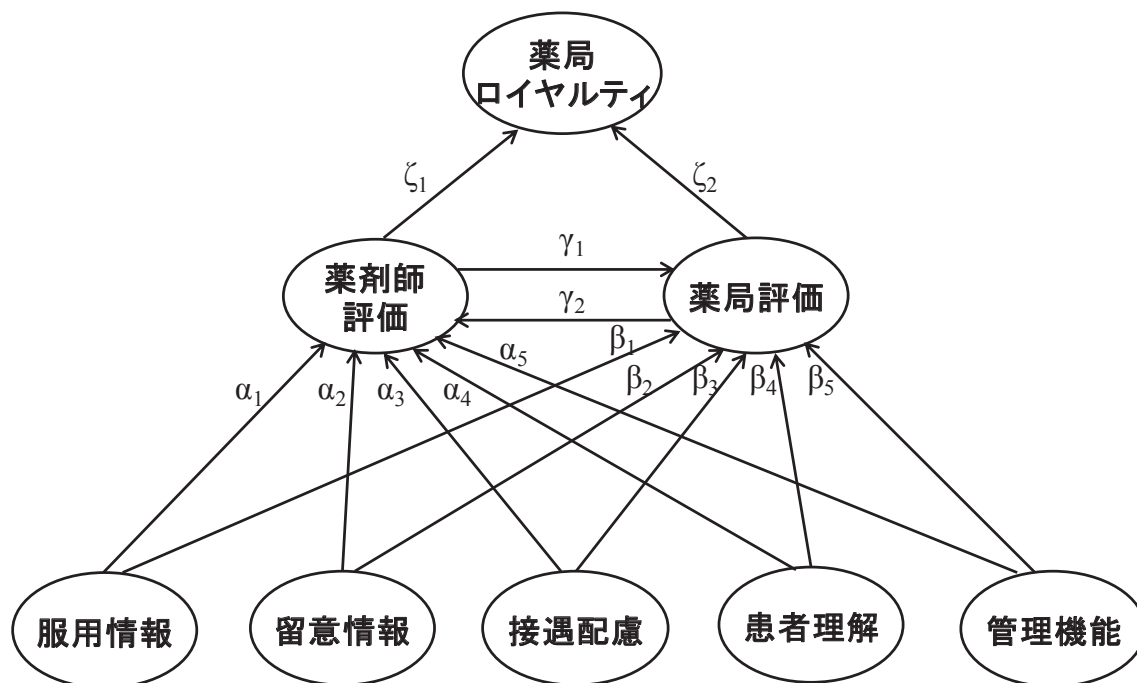 薬局
ロイヤルティ
ζ1
ζ2
γ1
薬剤師
評価
薬局評価
γ2
β1
α5
α1
α2
α3
α4
β2
β3
β4
β5
服用情報
留意情報
接遇配慮
患者理解
管理機能